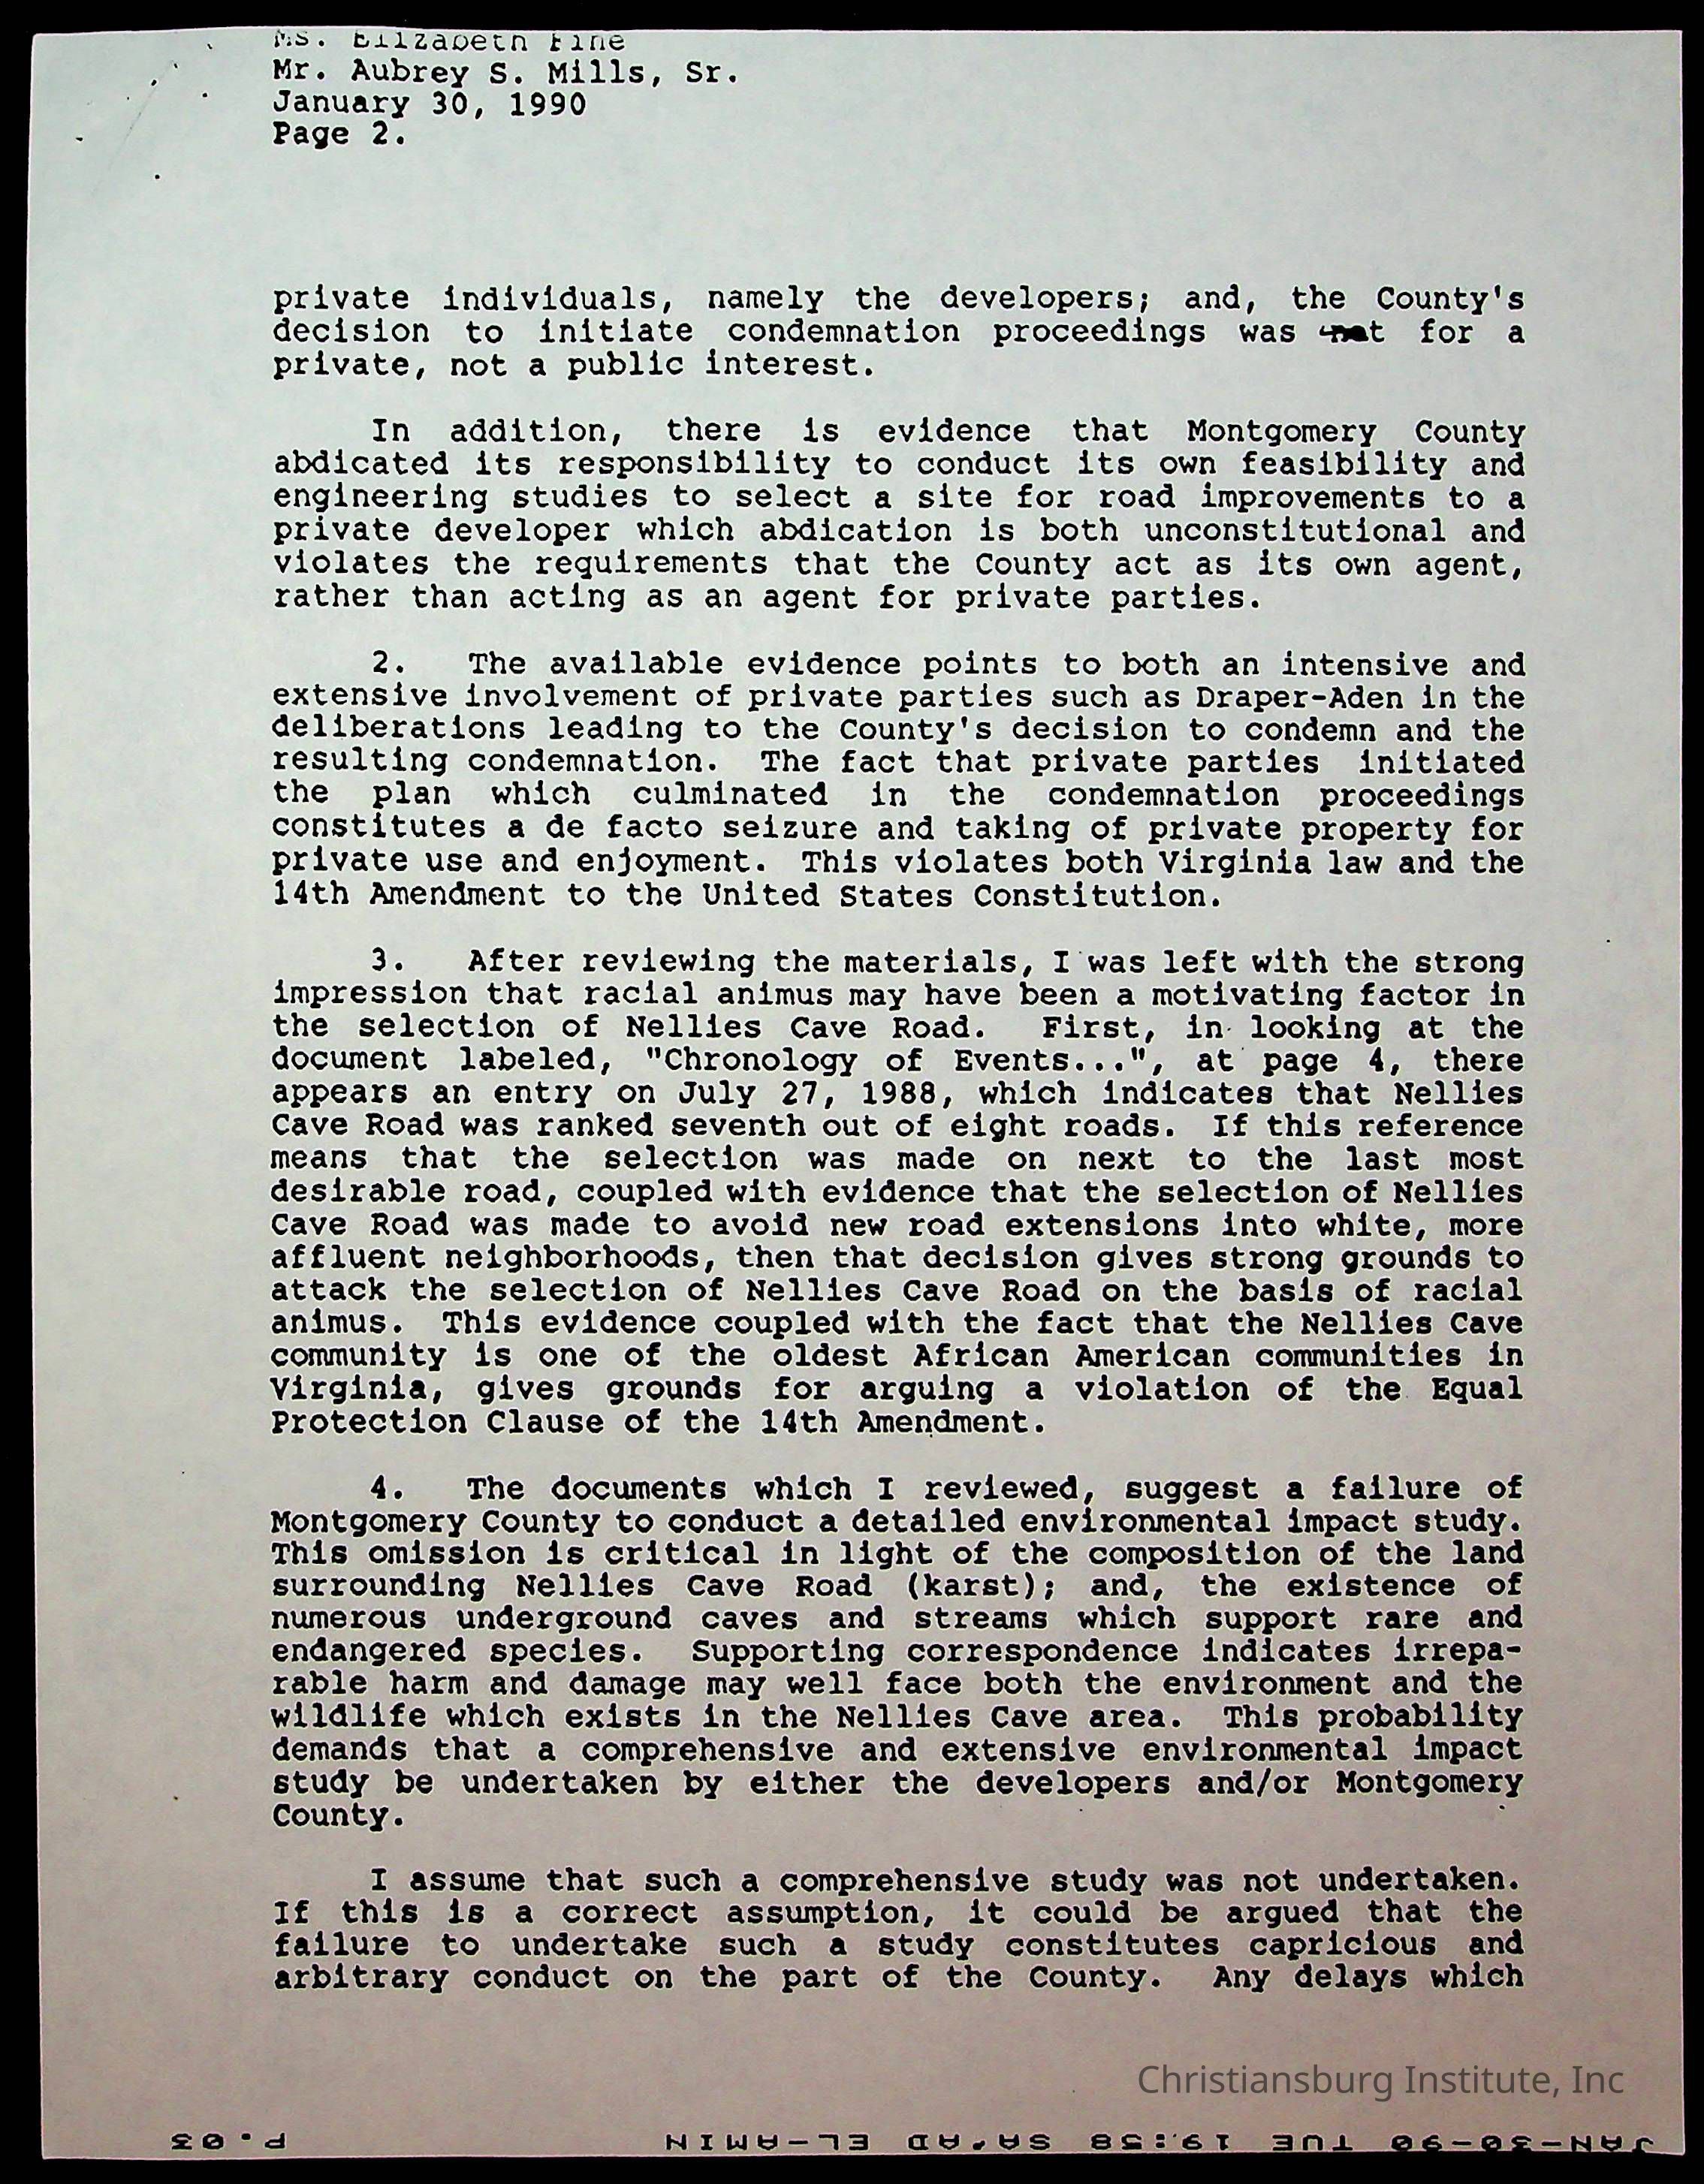 Ms. Elizabeth Fine
Mr. Aubrey S. Mills, Sr.
January 30, 1990
Page 2.
private individuals, namely the developers; and, the County's
decision to initiate condemnation proceedings was for a
private, not a public interest.
In addition, there is evidence that Montgomery County
abdicated its responsibility to conduct its own feasibility and
engineering studies to select a site for road improvements to a
private developer which abdication is both unconstitutional and
violates the requirements that the County act as its own agent,
rather than acting as an agent for private parties.
2. The available evidence points to both an intensive and
extensive involvement of private parties such as Draper-Aden in the
deliberations leading to the County's decision to condemn and the
resulting condemnation. The fact that private parties initiated
the plan which culminated in the condemnation proceedings
constitutes a de facto seizure and taking of private property for
private use and enjoyment. This violates both Virginia law and the
14th Amendment to the United States Constitution.
3. After reviewing the materials, I was left with the strong
impression that racial animus may have been a motivating factor in
the selection of Nellies Cave Road. First, in looking at the
document labeled, "Chronology of Events...", at page 4, there
appears an entry on July 27, 1988, which indicates that Nellies
Cave Road was ranked seventh out of eight roads. If this reference
means that the selection was made on next to the last most
desirable road, coupled with evidence that the selection of Nellies
Cave Road was made to avoid new road extensions into white, more
affluent neighborhoods, then that decision gives strong grounds to
attack the selection of Nellies Cave Road on the basis of racial
animus. This evidence coupled with the fact that the Nellies Cave
community is one of the oldest African American communities in
Virginia, gives grounds for arguing a violation of the Equal
Protection Clause of the 14th Amendment.
4. The documents which I reviewed, suggest a failure of
Montgomery County to conduct a detailed environmental impact study.
This omission is critical in light of the composition of the land
surrounding Nellies Cave Road (karst); and, the existence of
numerous underground caves and streams which support rare and
endangered species. Supporting correspondence indicates irrepa-
rable harm and damage may well face both the environment and the
wildlife which exists in the Nellies Cave area. This probability
demands that a comprehensive and extensive environmental impact
study be undertaken by either the developers and/or Montgomery
County.
I assume that such a comprehensive study was not undertaken.
If this is a correct assumption, it could be argued that the
failure to undertake such a study constitutes capricious and
arbitrary conduct on the part of the County. Any delays which
Christiansburg Institute, Inc
JAN-30-90 TUE 19:58 SA'AD EL-AMIN P.03